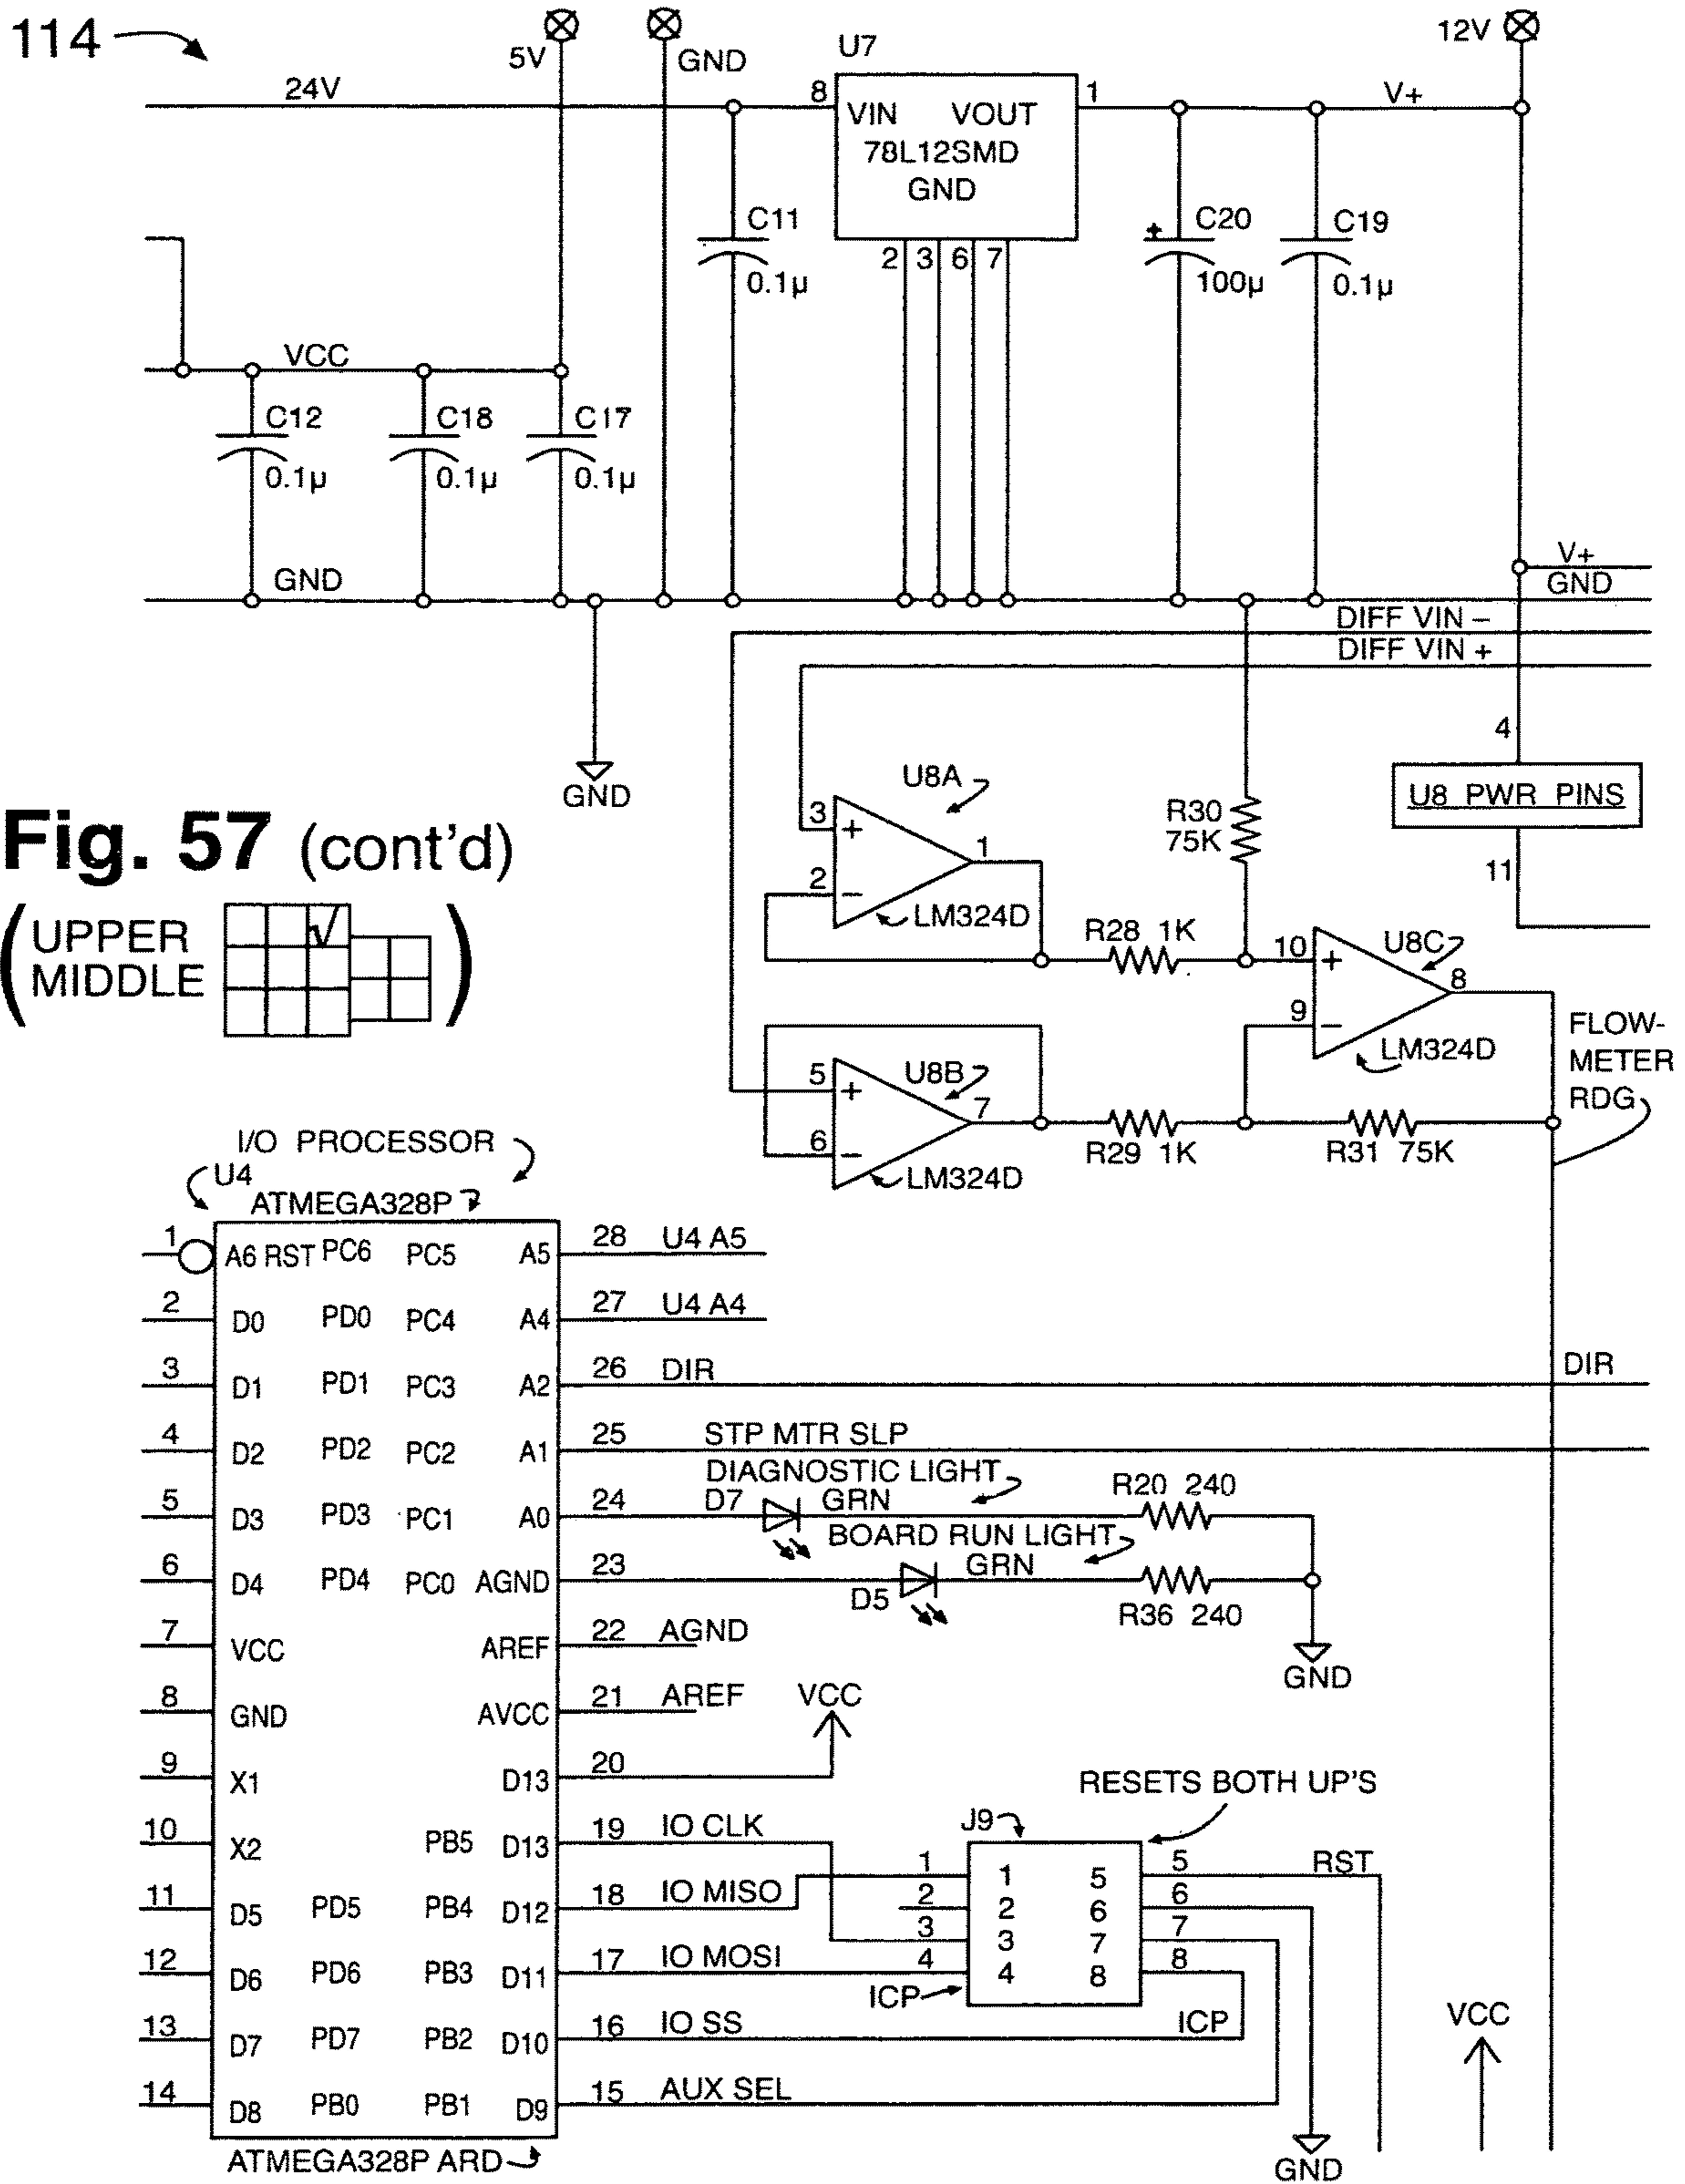 114
24V
5V
GND
U7
12V
8
VIN VOUT
78L12SMD
GND
1
V+
2 3 6 7
C11
0.1µ
C20
+
100µ
C19
0.1µ
VCC
C12
0.1µ
C18
0.1µ
C17
0.1µ
GND
V+
GND
DIFF VIN –
DIFF VIN +
GND
4
U8 PWR PINS
11
Fig. 57 (cont'd)
(UPPER
MIDDLE)
U8A
3 +
2 –
1
LM324D
R30
75K
R28 1K
10 +
9 –
U8C
8
LM324D
FLOW-
METER
RDG
5 +
6 –
U8B
7
LM324D
R29 1K
R31 75K
I/O PROCESSOR
U4
ATMEGA328P
1 A6 RST PC6 PC5 A5 28 U4 A5
2 D0 PD0 PC4 A4 27 U4 A4
3 D1 PD1 PC3 A2 26 DIR DIR
4 D2 PD2 PC2 A1 25 STP MTR SLP
DIAGNOSTIC LIGHT
5 D3 PD3 PC1 A0 24 D7 GRN R20 240
BOARD RUN LIGHT
6 D4 PD4 PC0 AGND 23 D5 GRN R36 240
7 VCC AREF 22 AGND
GND
8 GND AVCC 21 AREF VCC
9 X1 D13 20
RESETS BOTH UP'S
10 X2 PB5 D13 19 IO CLK
J9
11 D5 PD5 PB4 D12 18 IO MISO
12 D6 PD6 PB3 D11 17 IO MOSI
1 1 5 5 RST
2 2 6 6
3 3 7 7
4 4 8 8
ICP
13 D7 PD7 PB2 D10 16 IO SS ICP
VCC
14 D8 PB0 PB1 D9 15 AUX SEL
ATMEGA328P ARD
GND